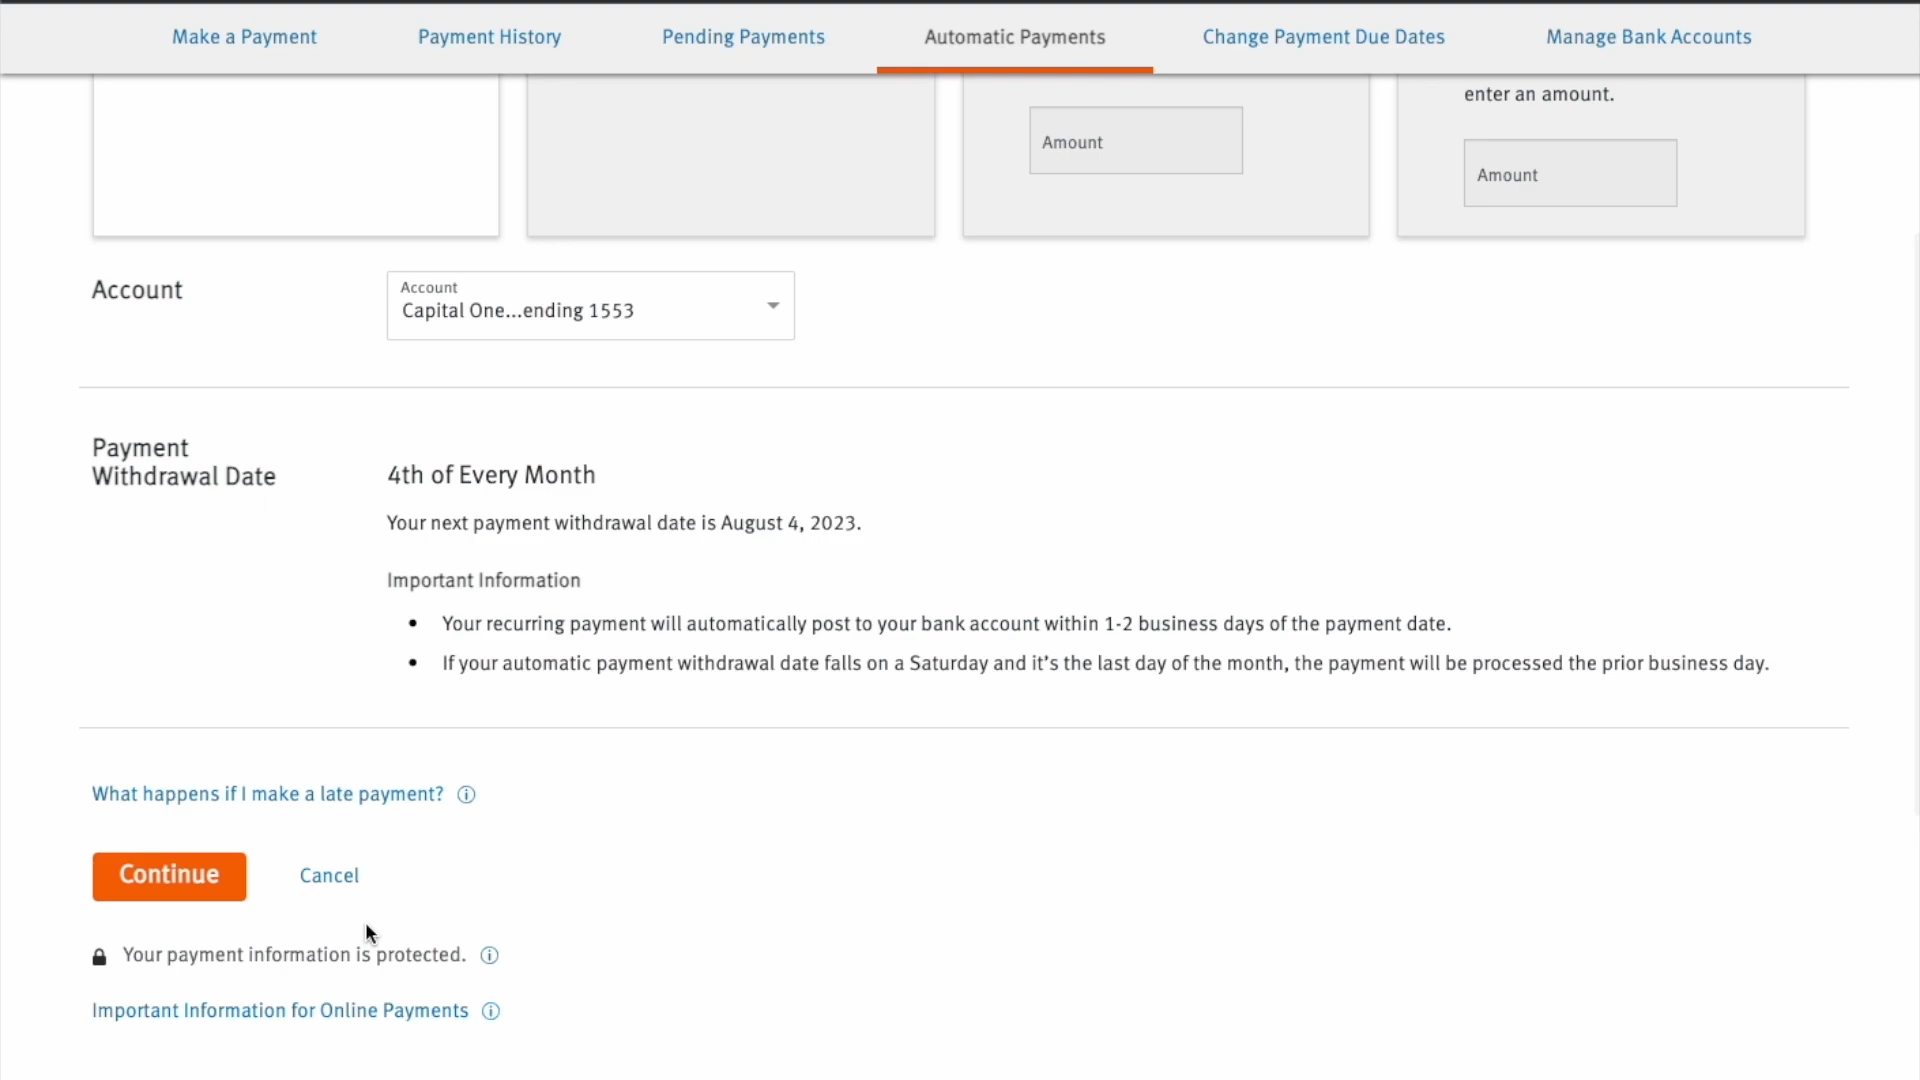 Make a Payment
Payment History
Pending Payments
Automatic Payments
Change Payment Due Dates
Manage Bank Accounts
enter an amount.
Amount
Amount
Account
Account
Capital One...ending 1553
Payment
Withdrawal Date
4th of Every Month
Your next payment withdrawal date is August 4, 2023.
Important Information
• Your recurring payment will automatically post to your bank account within 1-2 business days of the payment date.
• If your automatic payment withdrawal date falls on a Saturday and it's the last day of the month, the payment will be processed the prior business day.
What happens if I make a late payment?
Continue
Cancel
Your payment information is protected.
Important Information for Online Payments